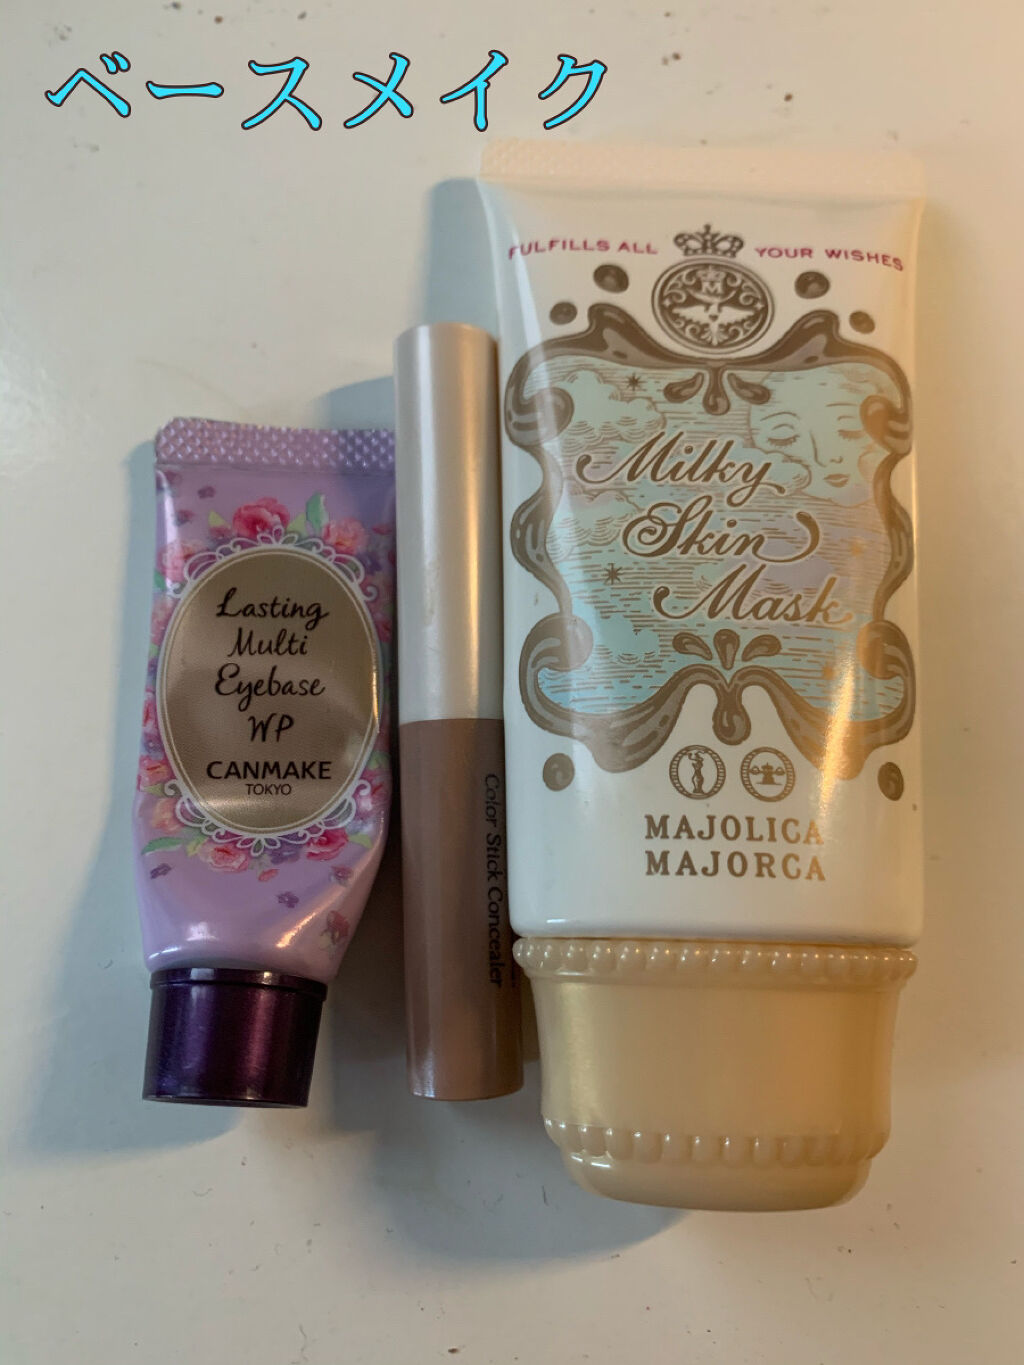 ベースメイク
FULFILLS ALL YOUR WISHES
M
Milky
Skin
Mask
MAJOLICA
MAJORCA
Lasting
Multi
Eyebase
WP
CANMAKE
TOKYO
Color Stick Concealer